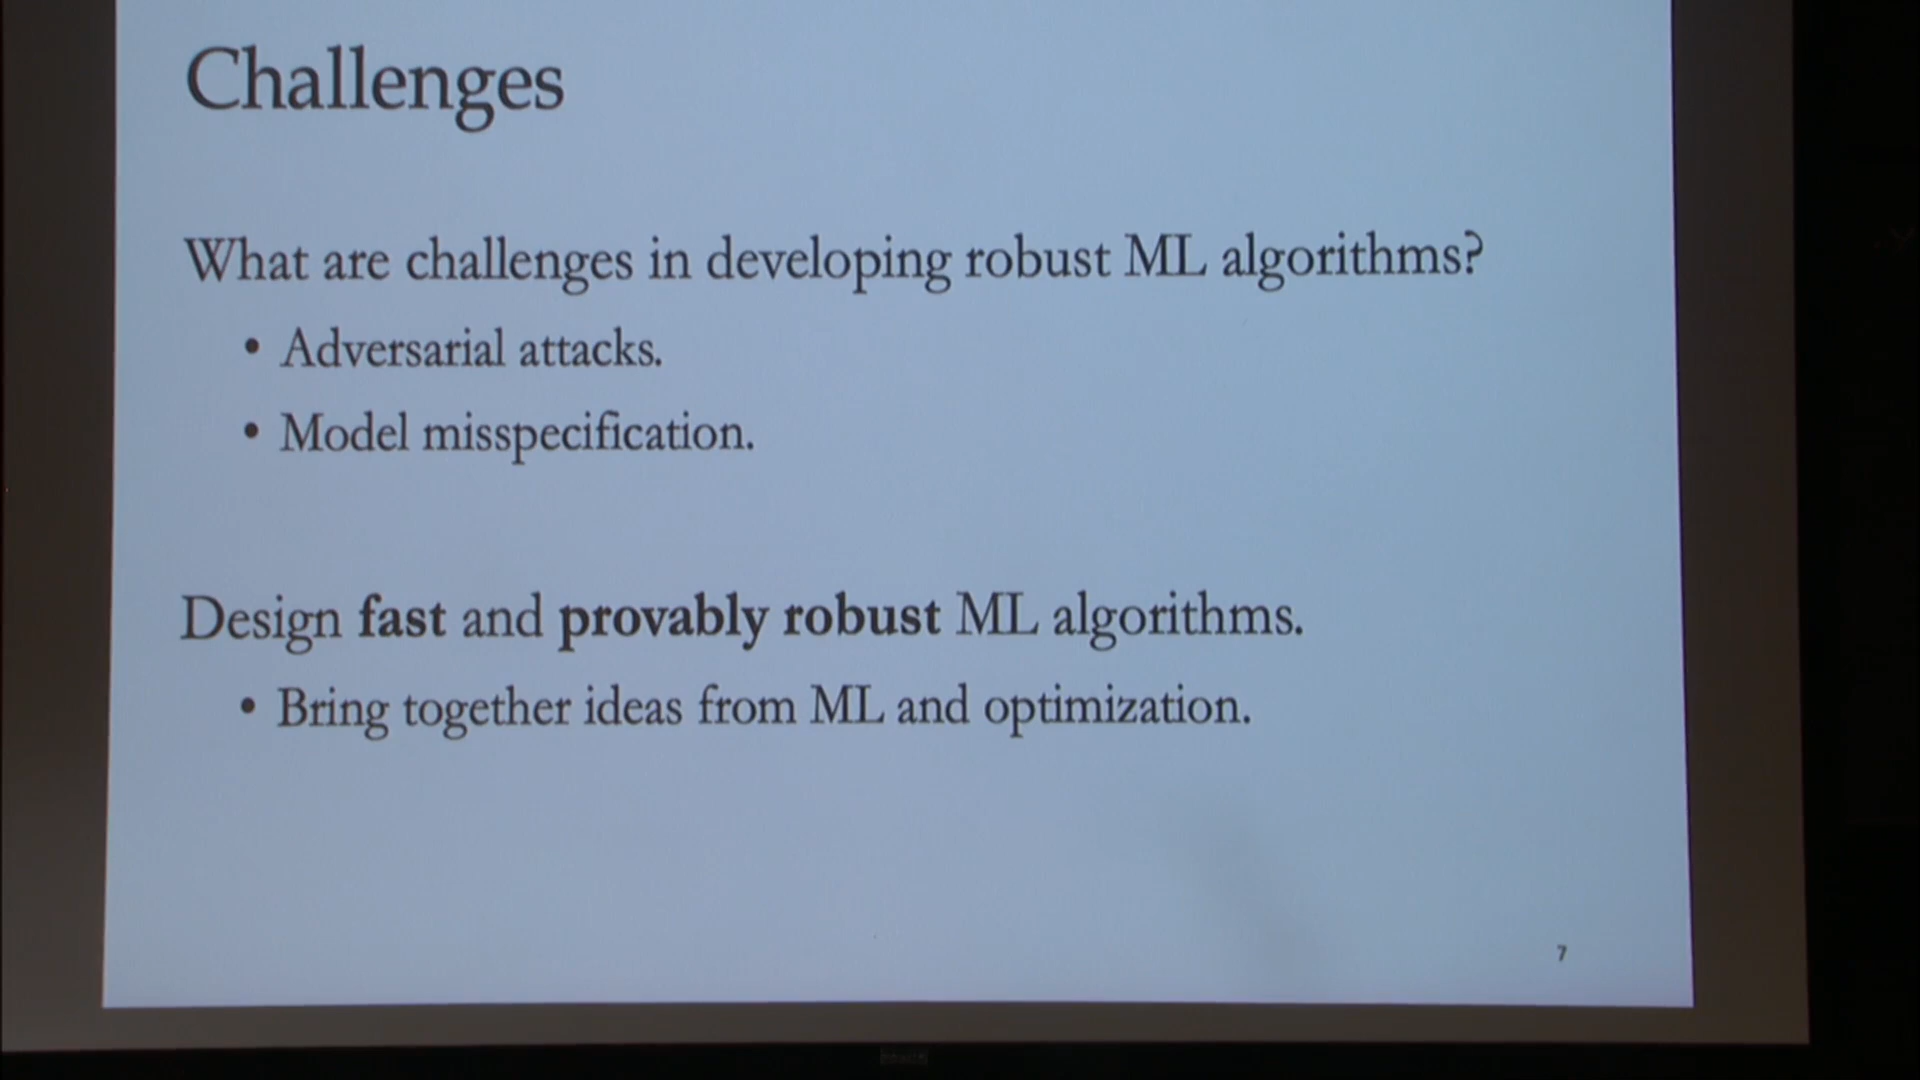 Challenges
What are challenges in developing robust ML algorithms?
• Adversarial attacks.
• Model misspecification.
Design fast and provably robust ML algorithms.
• Bring together ideas from ML and optimization.
7